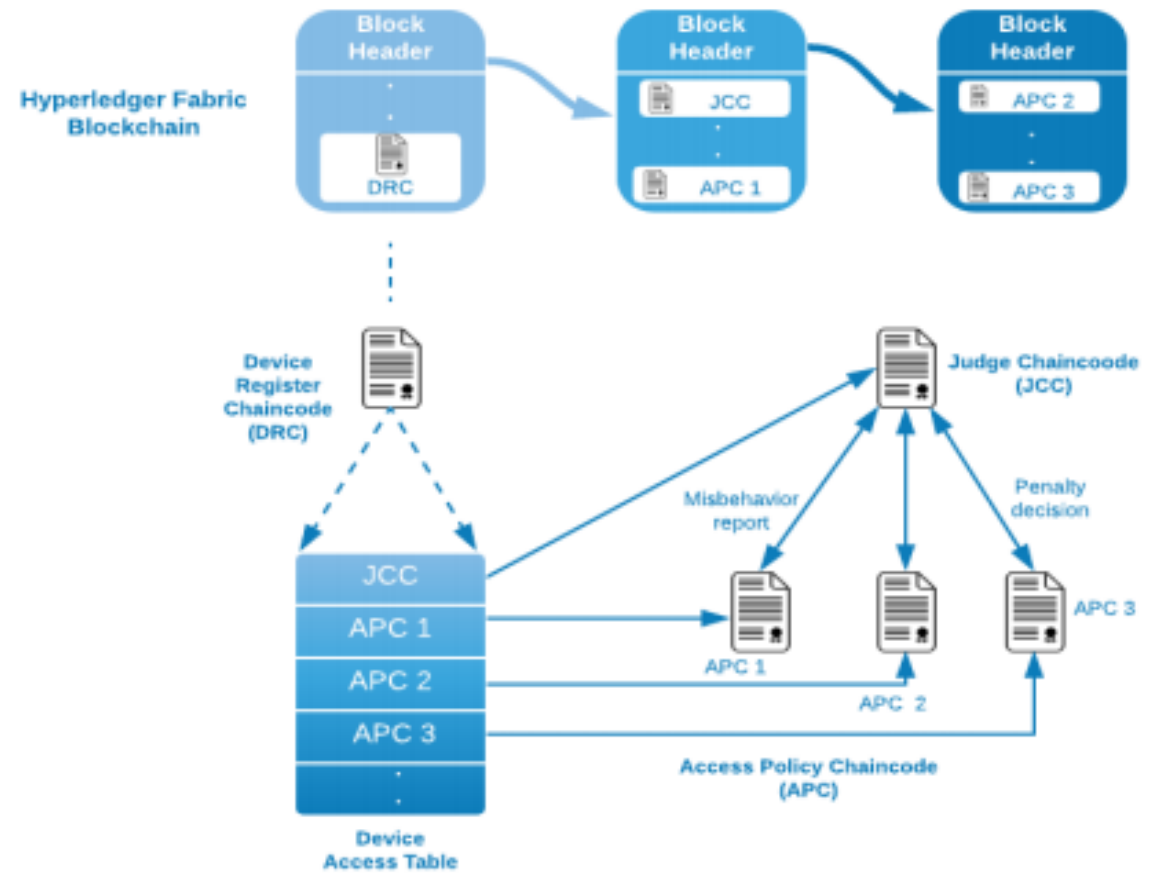 Block
Header
Block
Header
Block
Header
Hyperledger Fabric
Blockchain
DRC
JCC
APC 1
APC 2
APC 3
Device
Register
Chaincode
(DRC)
Judge Chaincoode
(JCC)
Misbehavior
report
Penalty
decision
JCC
APC 1
APC 2
APC 3
APC 1
APC 2
APC 3
Access Policy Chaincode
(APC)
Device
Access Table